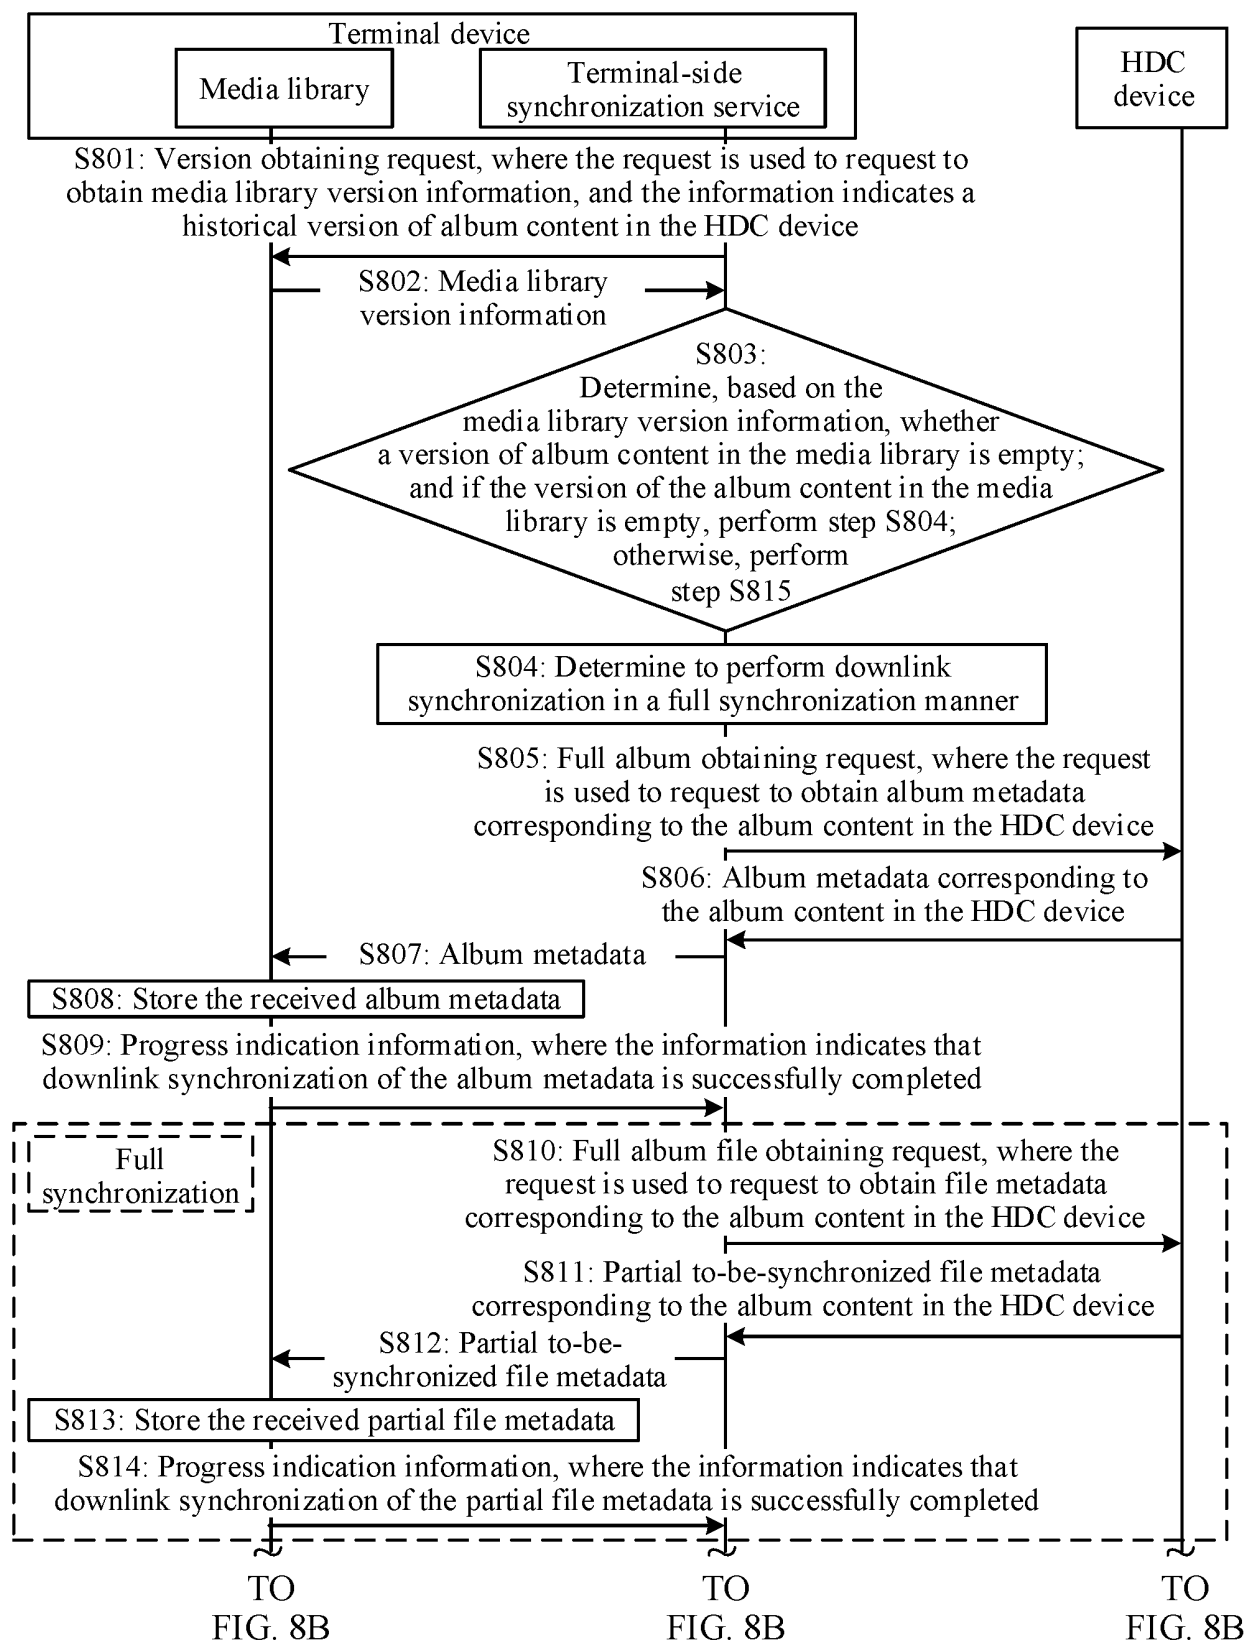 Terminal device
Media library
Terminal-side
synchronization service
HDC
device
S801: Version obtaining request, where the request is used to request to
obtain media library version information, and the information indicates a
historical version of album content in the HDC device
S802: Media library
version information
S803:
Determine, based on the
media library version information, whether
a version of album content in the media library is empty;
and if the version of the album content in the media
library is empty, perform step S804;
otherwise, perform
step S815
S804: Determine to perform downlink
synchronization in a full synchronization manner
S805: Full album obtaining request, where the request
is used to request to obtain album metadata
corresponding to the album content in the HDC device
S806: Album metadata corresponding to
the album content in the HDC device
S807: Album metadata
S808: Store the received album metadata
S809: Progress indication information, where the information indicates that
downlink synchronization of the album metadata is successfully completed
Full
synchronization
S810: Full album file obtaining request, where the
request is used to request to obtain file metadata
corresponding to the album content in the HDC device
S811: Partial to-be-synchronized file metadata
corresponding to the album content in the HDC device
S812: Partial to-be-
synchronized file metadata
S813: Store the received partial file metadata
S814: Progress indication information, where the information indicates that
downlink synchronization of the partial file metadata is successfully completed
TO
FIG. 8B
TO
FIG. 8B
TO
FIG. 8B